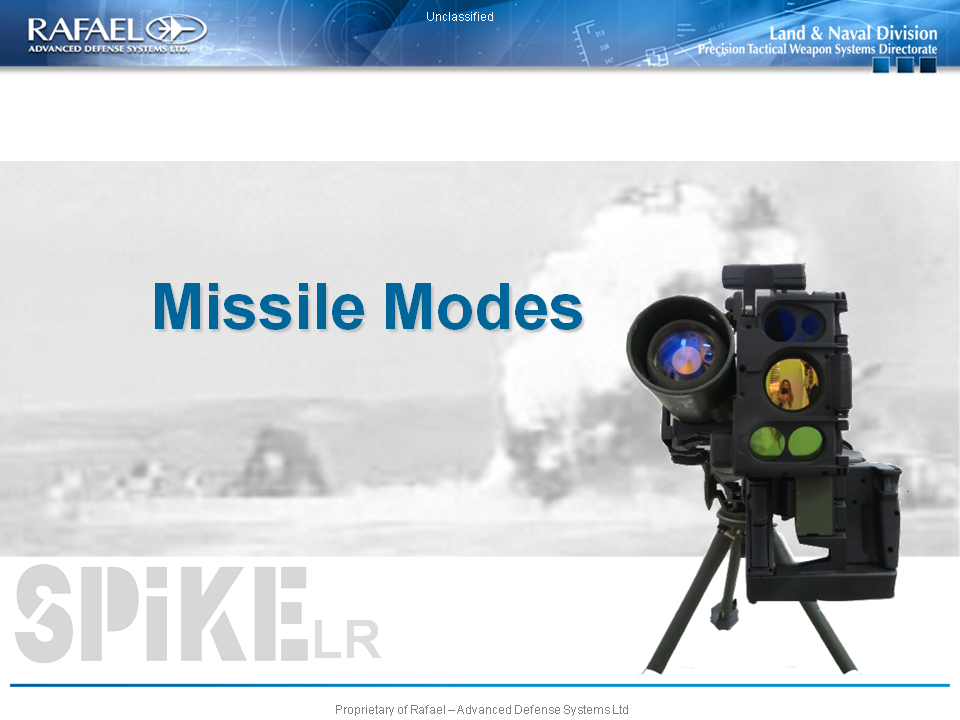 Unclassified
RAFAEL
ADVANCED DEFENSE SYSTEMS LTD.
Land & Naval Division
Precision Tactical Weapon Systems Directorate
Missile Modes
SPiKE LR
Proprietary of Rafael – Advanced Defense Systems Ltd